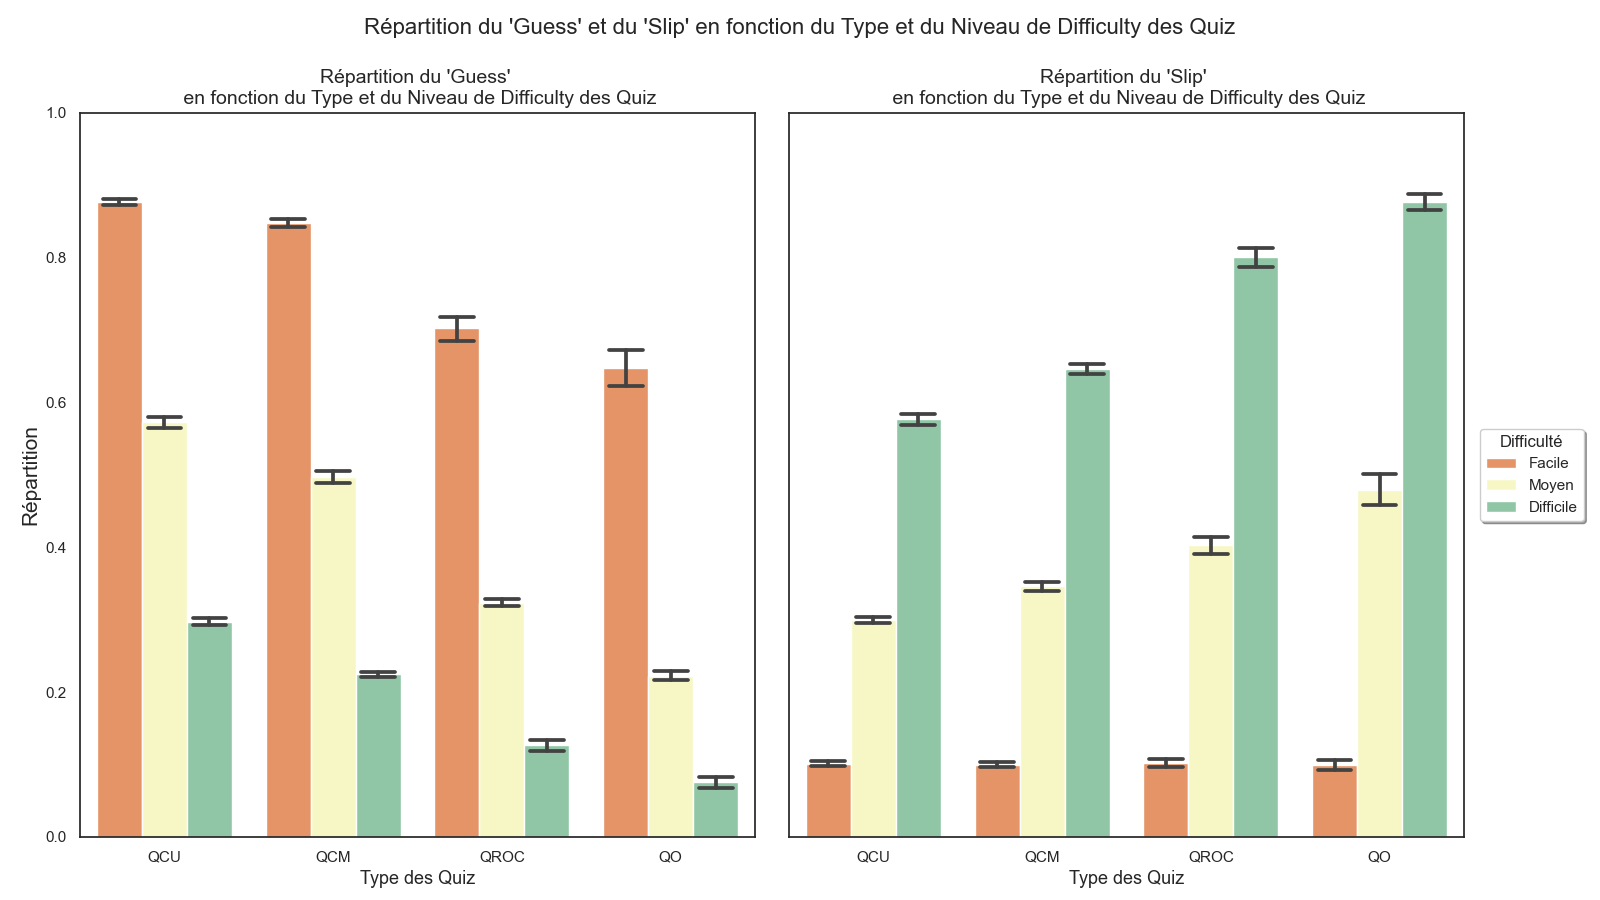 Répartition du 'Guess' et du 'Slip' en fonction du Type et du Niveau de Difficulty des Quiz
Répartition du 'Guess'
en fonction du Type et du Niveau de Difficulty des Quiz
Répartition
1.0
0.8
0.6
0.4
0.2
0.0
QCU
QCM
QROC
QO
Type des Quiz
Répartition du 'Slip'
en fonction du Type et du Niveau de Difficulty des Quiz
QCU
QCM
QROC
QO
Type des Quiz
Difficulté
Facile
Moyen
Difficile